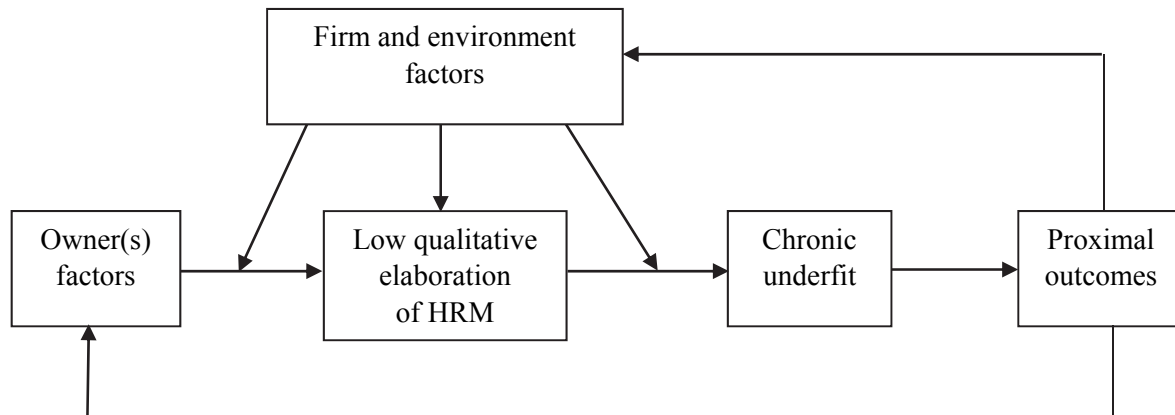 Firm and environment
factors
Owner(s)
factors
Low qualitative
elaboration
of HRM
Chronic
underfit
Proximal
outcomes